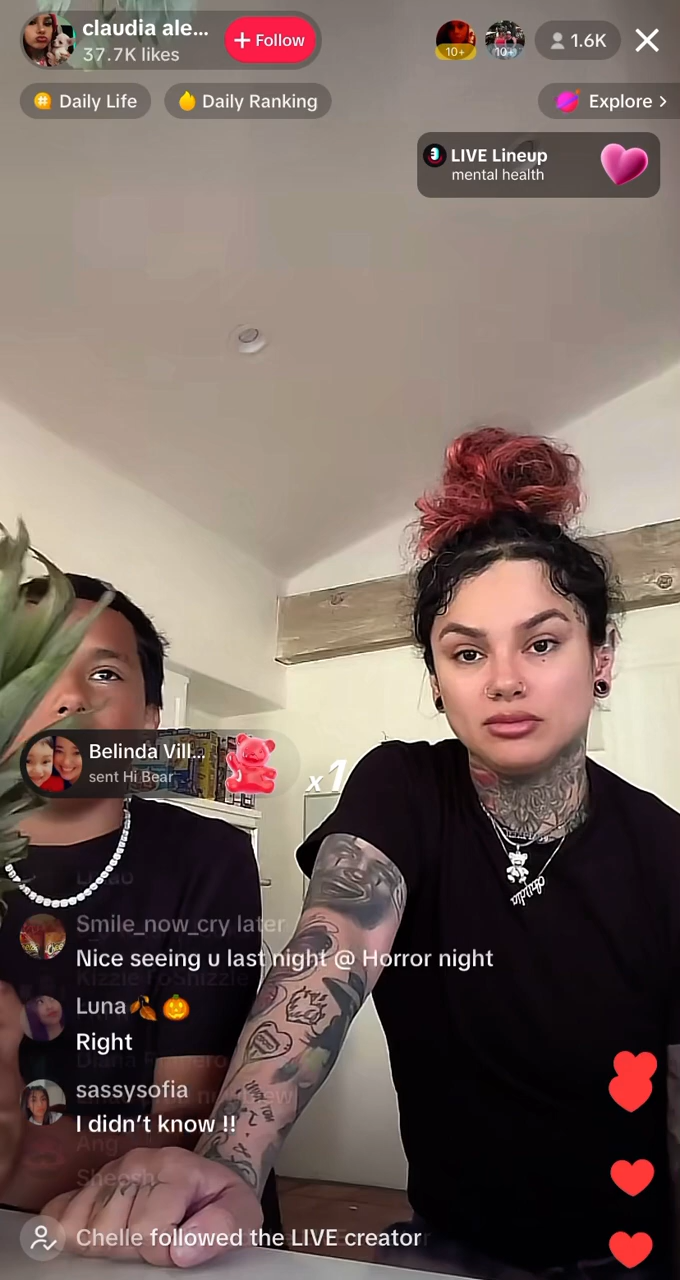 claudia ale...
37.7K likes
+ Follow
10+
10+
1.6K
Daily Life
Daily Ranking
Explore >
LIVE Lineup
mental health
Belinda Vill...
sent Hi Bear
x1
Smile_now_cry later
Nice seeing u last night @ Horror night
Luna🍂🎃
Right
sassysofia
I didn't know !!
Ang
Sheesh
Chelle followed the LIVE creator